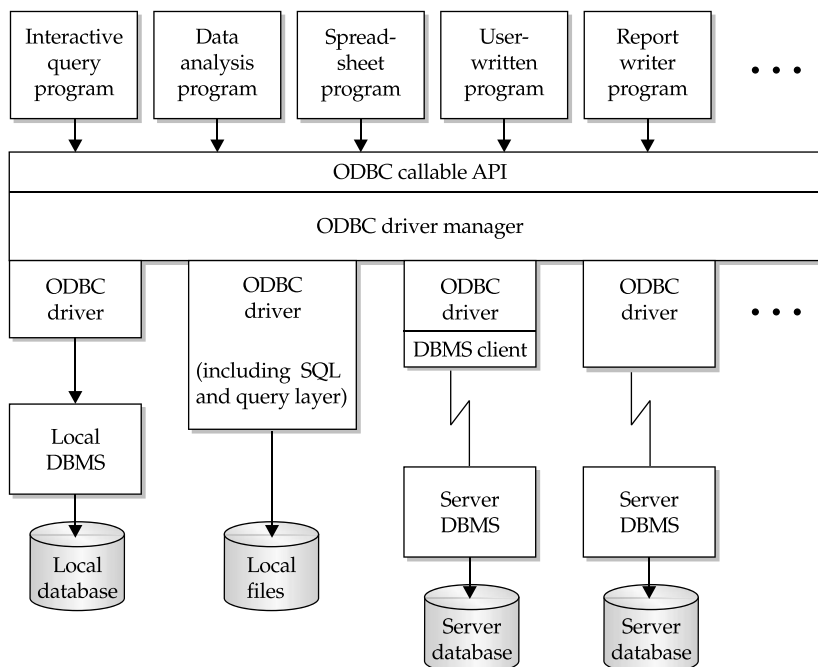 Interactive
query
program
Data
analysis
program
Spread-
sheet
program
User-
written
program
Report
writer
program
• • •
ODBC callable API
ODBC driver manager
ODBC
driver
ODBC
driver
(including SQL
and query layer)
ODBC
driver
DBMS client
ODBC
driver
• • •
Local
DBMS
Server
DBMS
Server
DBMS
Local
database
Local
files
Server
database
Server
database